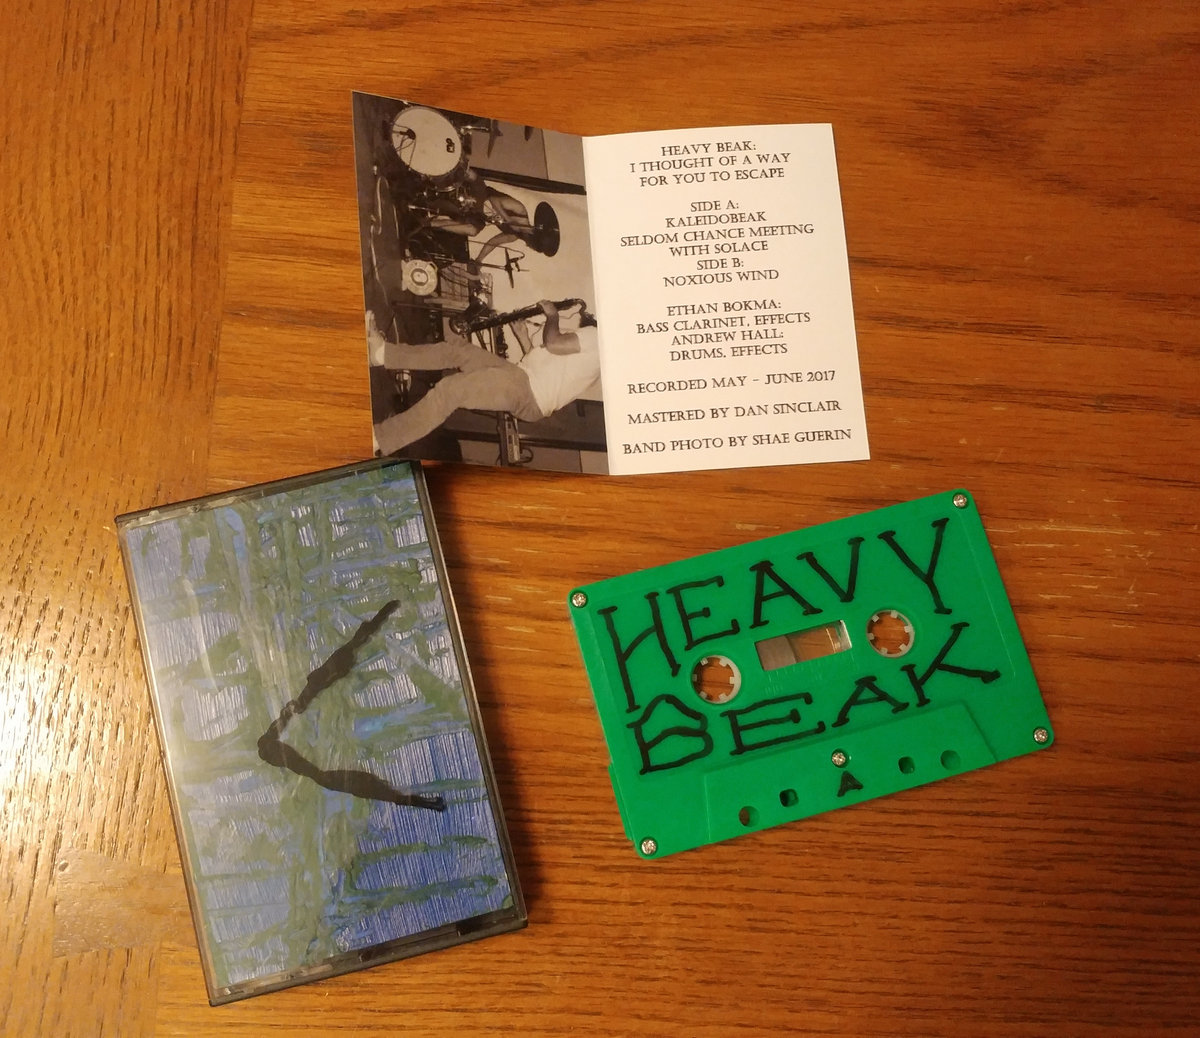 HEAVY BEAK:
I THOUGHT OF A WAY
FOR YOU TO ESCAPE
SIDE A:
KALEIDOBEAK
SELDOM CHANCE MEETING
WITH SOLACE
SIDE B:
NOXIOUS WIND
ETHAN BOKMA:
BASS CLARINET, EFFECTS
ANDREW HALL:
DRUMS, EFFECTS
RECORDED MAY - JUNE 2017
MASTERED BY DAN SINCLAIR
BAND PHOTO BY SHAE GUERIN
HEAVY
BEAK
A